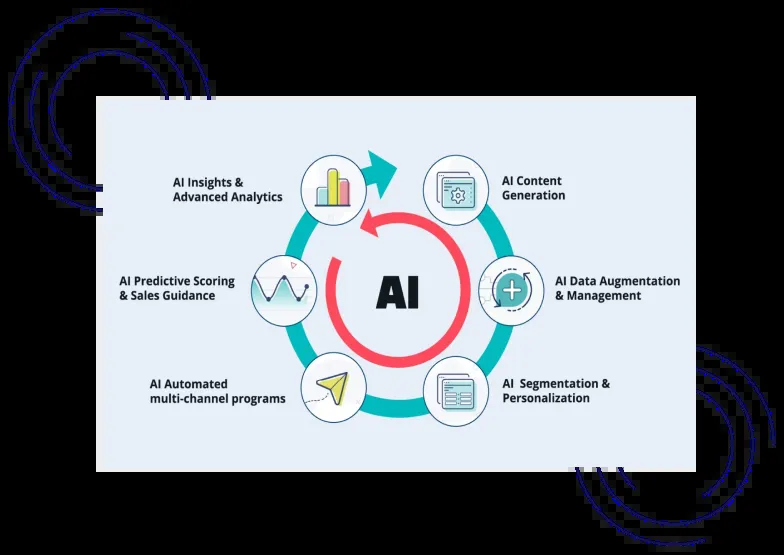 AI Insights &
Advanced Analytics
AI Content
Generation
AI Predictive Scoring
& Sales Guidance
AI
AI Data Augmentation
& Management
AI Automated
multi-channel programs
AI Segmentation &
Personalization